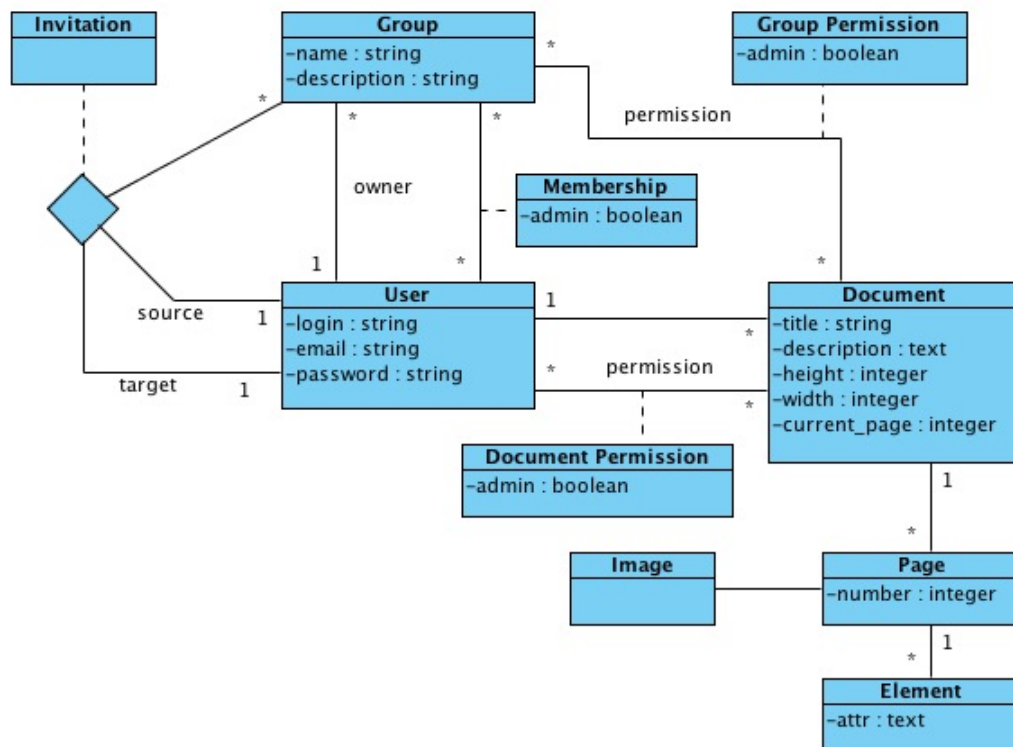 Invitation
Group
-name : string
-description : string
Group Permission
-admin : boolean
*
*
*
*
permission
owner
Membership
-admin : boolean
1
*
*
User
-login : string
-email : string
-password : string
source
1
target
1
1
*
permission
*
*
Document
-title : string
-description : text
-height : integer
-width : integer
-current_page : integer
Document Permission
-admin : boolean
1
*
Image
Page
-number : integer
1
*
Element
-attr : text